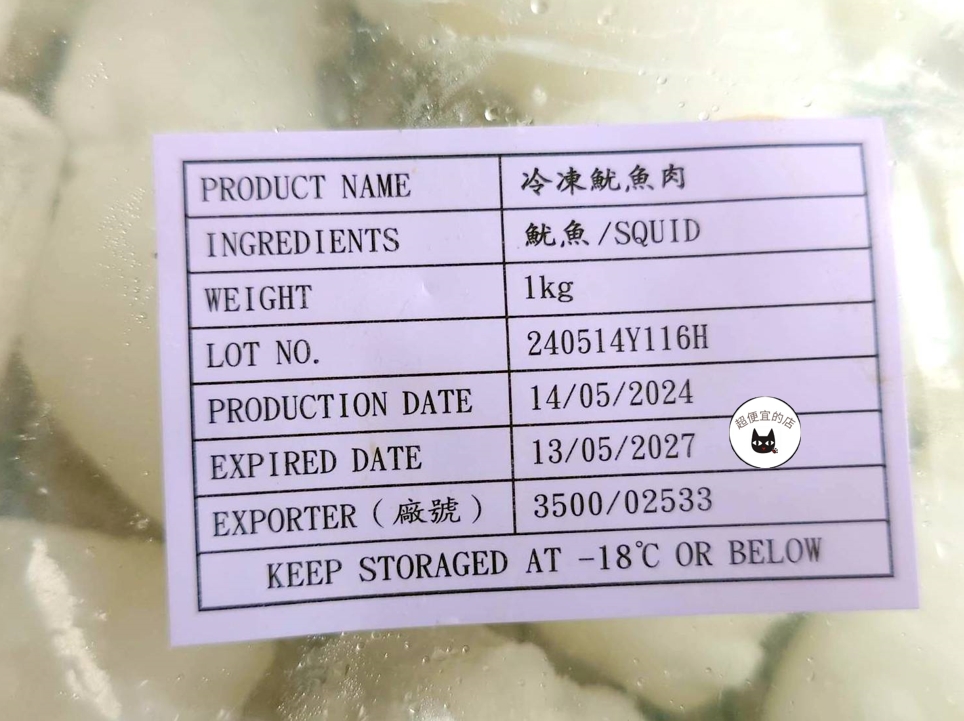 PRODUCT NAME 冷凍魷魚肉
INGREDIENTS 魷魚/SQUID
WEIGHT 1kg
LOT NO. 240514Y116H
PRODUCTION DATE 14/05/2024
超便宜的店
EXPIRED DATE 13/05/2027
EXPORTER（廠號） 3500/02533
KEEP STORAGED AT -18℃ OR BELOW